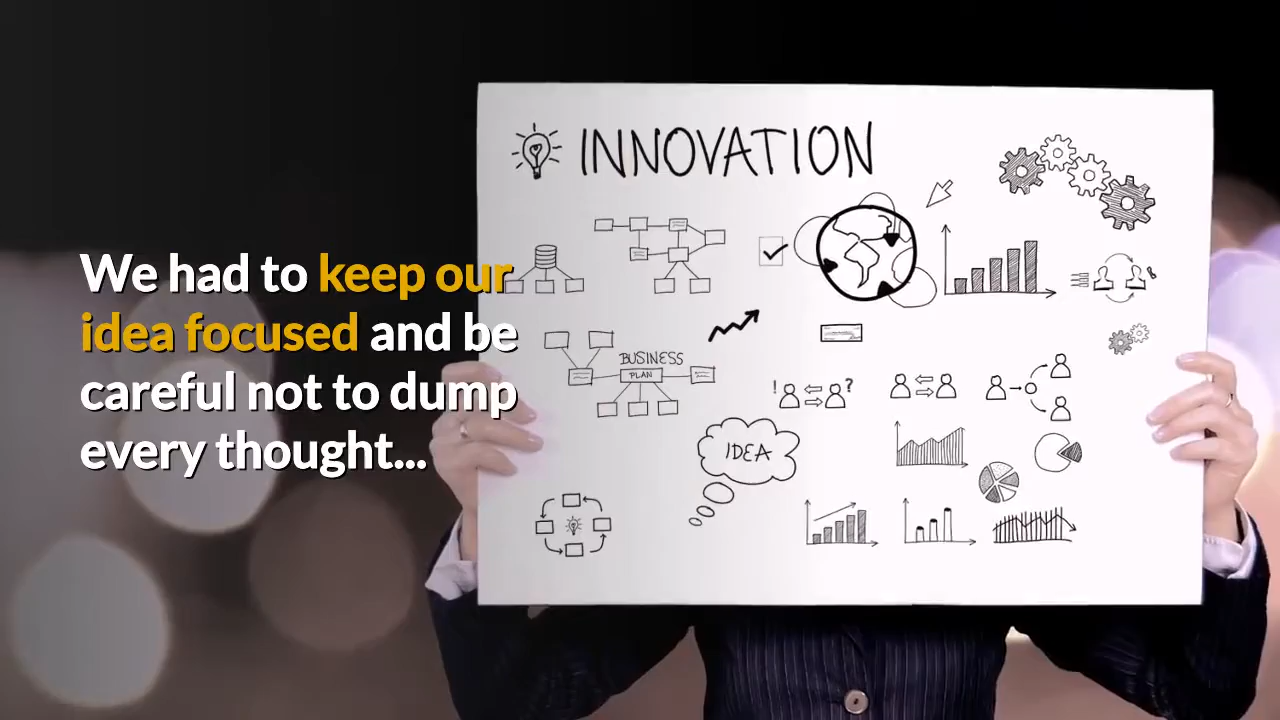 We had to keep our
idea focused and be
careful not to dump
every thought...
INNOVATION
BUSINESS
PLAN
! ?
IDEA